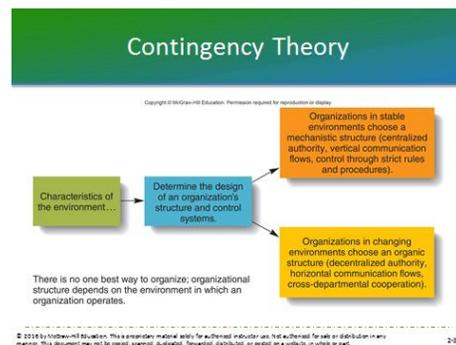 Contingency Theory
Copyright © McGraw-Hill Education. Permission required for reproduction or display.
Organizations in stable
environments choose a
mechanistic structure (centralized
authority, vertical communication
flows, control through strict rules
and procedures).
Characteristics of
the environment…
Determine the design
of an organization's
structure and control
systems.
Organizations in changing
environments choose an organic
structure (decentralized authority,
horizontal communication flows,
cross-departmental cooperation).
There is no one best way to organize; organizational
structure depends on the environment in which an
organization operates.
© 2016 by McGraw-Hill Education. This is proprietary material solely for authorized instructor use. Not authorized for sale or distribution in any
manner. This document may not be copied, scanned, duplicated, forwarded, distributed, or posted on a website, in whole or part.